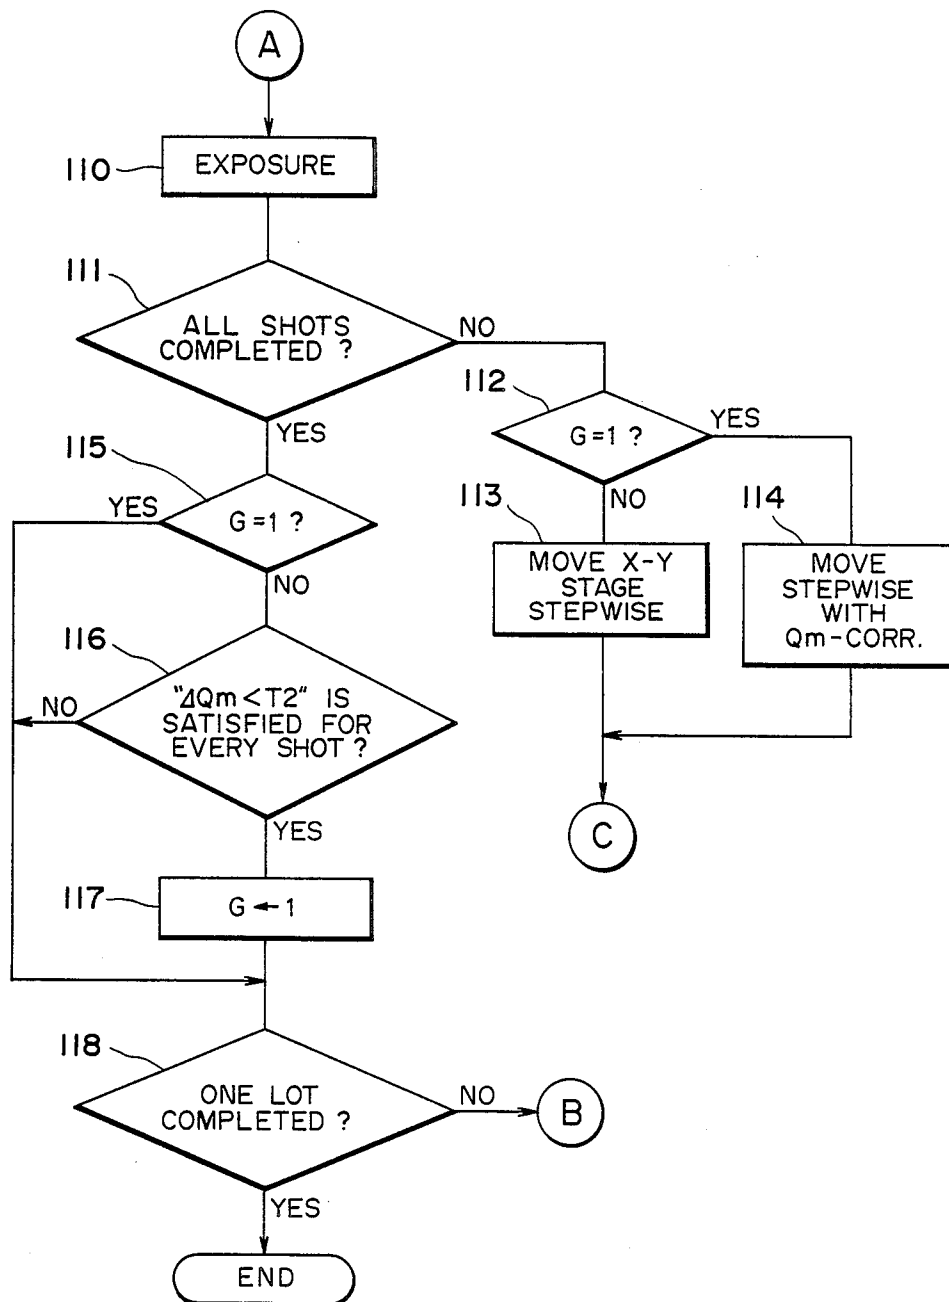 A
110
EXPOSURE
111
ALL SHOTS
COMPLETED ?
NO
YES
112
G=1 ?
YES
NO
113
MOVE X-Y
STAGE
STEPWISE
114
MOVE
STEPWISE
WITH
Qm-CORR.
C
115
YES
G=1 ?
NO
116
NO
"ΔQm<T2" IS
SATISFIED FOR
EVERY SHOT ?
YES
117
G ← 1
118
ONE LOT
COMPLETED ?
NO
B
YES
END